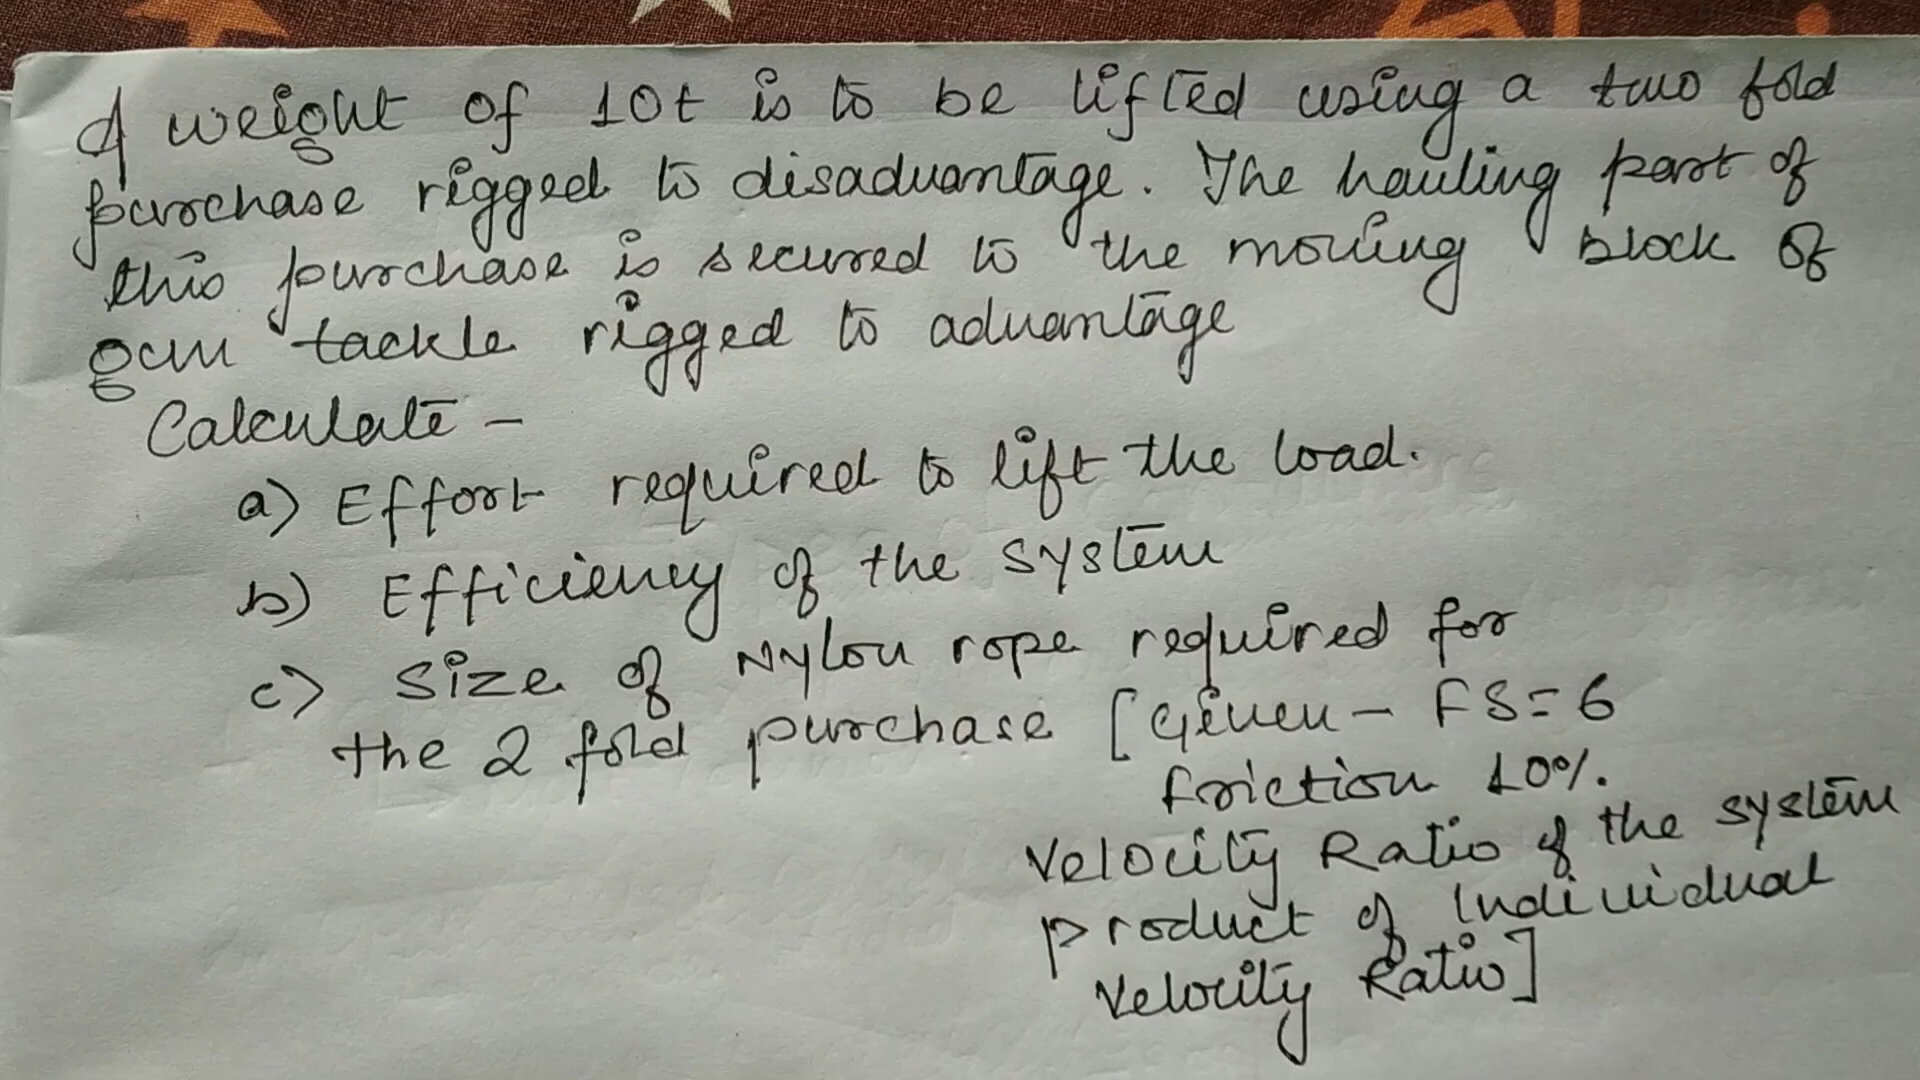 A weight of 10t is to be lifted using a two fold
purchase rigged to disadvantage. The hauling part of
this purchase is secured to the moving block of
gun tackle rigged to advantage
Calculate -
a) Effort required to lift the load.
b) Efficiency of the system
c) Size of Nylon rope required for
the 2 fold purchase [Given - FS = 6
friction 10%.
Velocity Ratio of the system
product of Individual
Velocity Ratio]